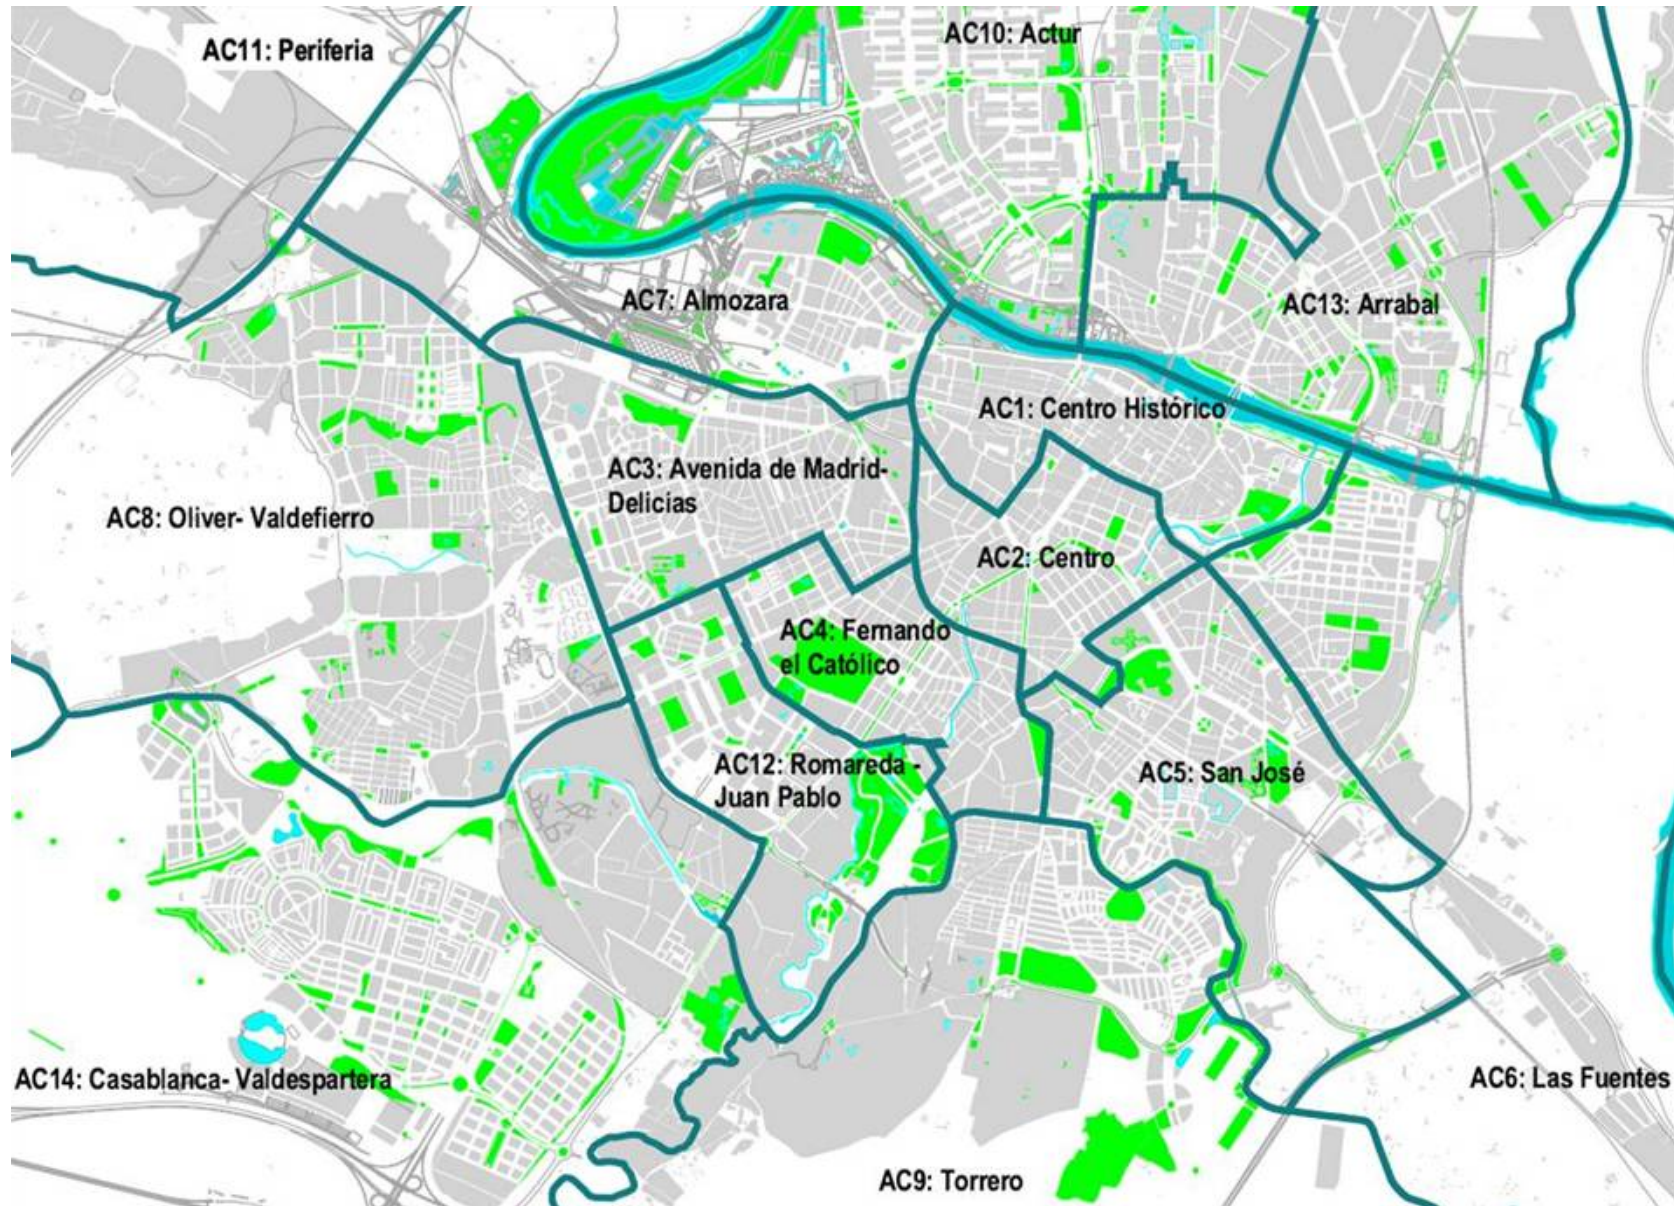 AC11: Periferia
AC10: Actur
AC7: Almozara
AC13: Arrabal
AC1: Centro Histórico
AC3: Avenida de Madrid-
Delicias
AC8: Oliver- Valdefierro
AC2: Centro
AC4: Fernando
el Católico
AC12: Romareda -
Juan Pablo
AC5: San José
AC14: Casablanca- Valdespartera
AC6: Las Fuentes
AC9: Torrero